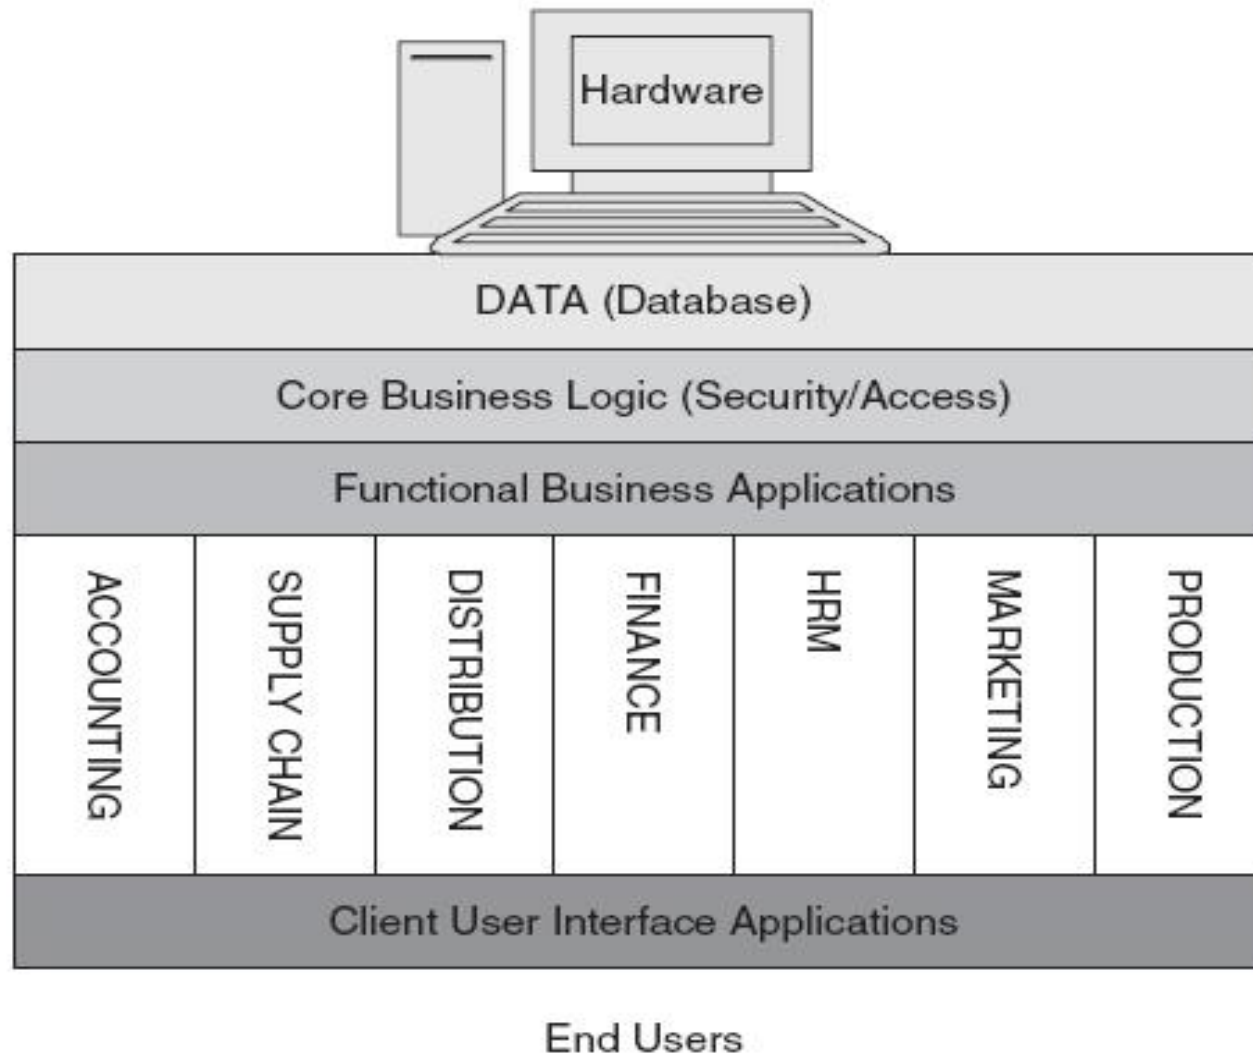 Hardware
DATA (Database)
Core Business Logic (Security/Access)
Functional Business Applications
ACCOUNTING
SUPPLY CHAIN
DISTRIBUTION
FINANCE
HRM
MARKETING
PRODUCTION
Client User Interface Applications
End Users